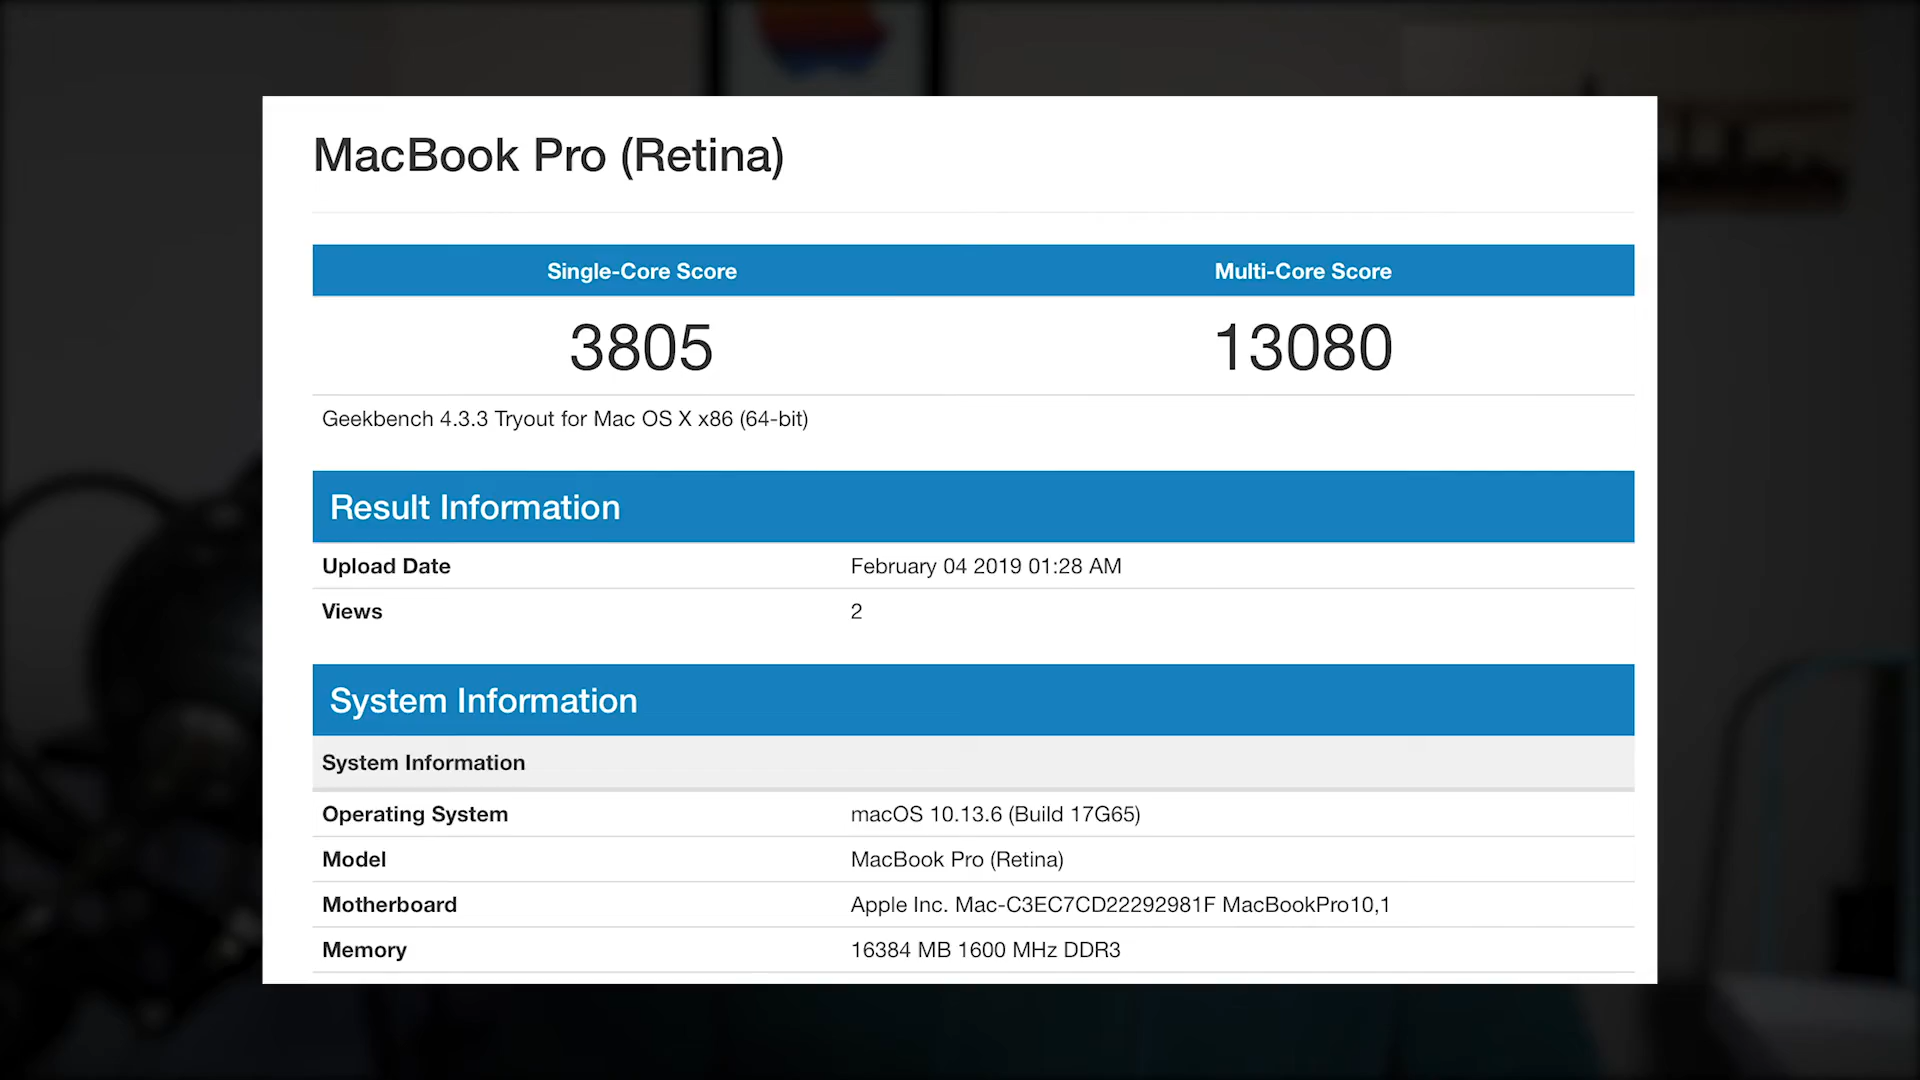 MacBook Pro (Retina)
Single-Core Score Multi-Core Score
3805 13080
Geekbench 4.3.3 Tryout for Mac OS X x86 (64-bit)
Result Information
Upload Date February 04 2019 01:28 AM
Views 2
System Information
System Information
Operating System macOS 10.13.6 (Build 17G65)
Model MacBook Pro (Retina)
Motherboard Apple Inc. Mac-C3EC7CD22292981F MacBookPro10,1
Memory 16384 MB 1600 MHz DDR3